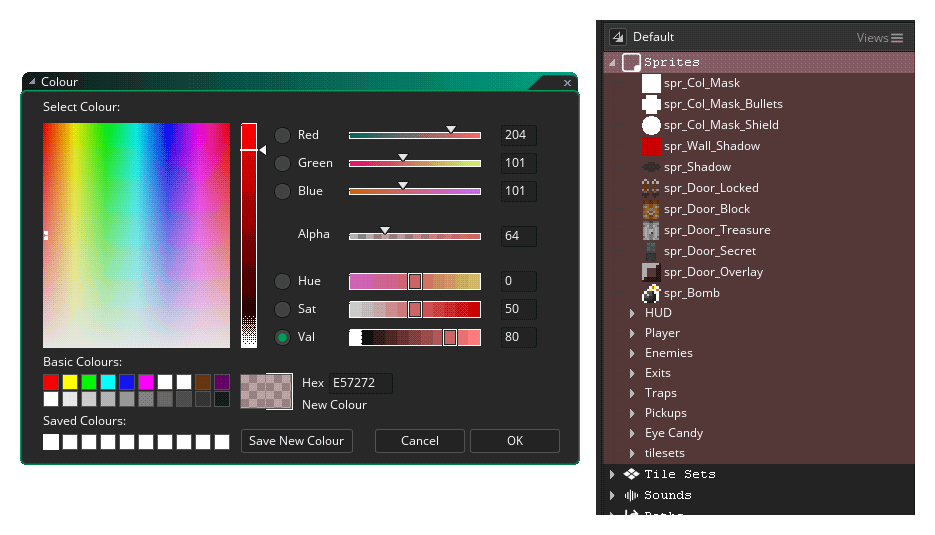 Colour
Select Colour:
Red 204
Green 101
Blue 101
Alpha 64
Hue 0
Sat 50
Val 80
Basic Colours:
Hex E57272
New Colour
Saved Colours:
Save New Colour Cancel OK
Default Views
Sprites
spr_Col_Mask
spr_Col_Mask_Bullets
spr_Col_Mask_Shield
spr_Wall_Shadow
spr_Shadow
spr_Door_Locked
spr_Door_Block
spr_Door_Treasure
spr_Door_Secret
spr_Door_Overlay
spr_Bomb
HUD
Player
Enemies
Exits
Traps
Pickups
Eye Candy
tilesets
Tile Sets
Sounds